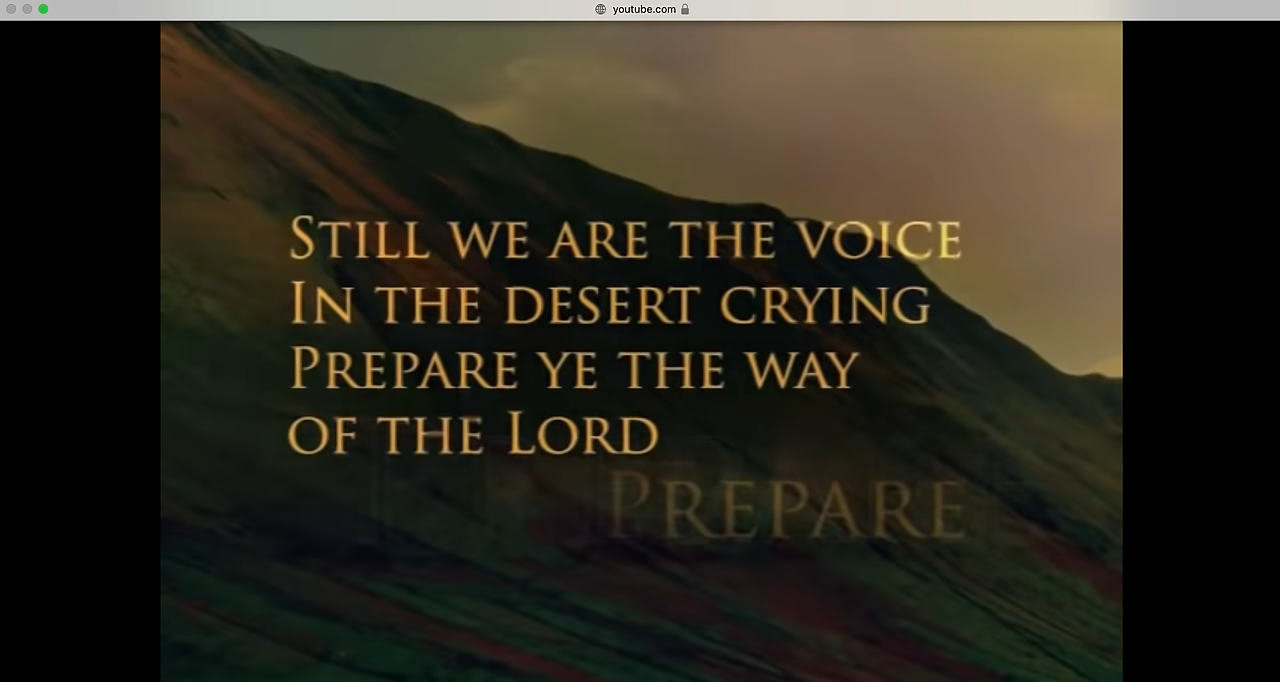 youtube.com
Still we are the voice
In the desert crying
Prepare ye the way
of the Lord
Prepare